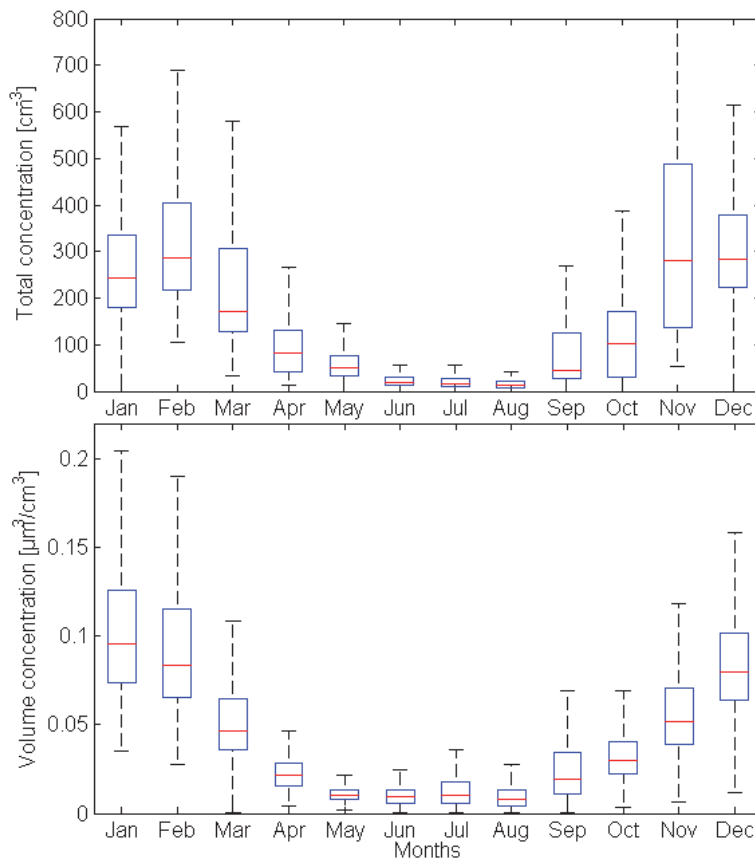 Total concentration [cm⁻³]
800
700
600
500
400
300
200
100
0
Jan Feb Mar Apr May Jun Jul Aug Sep Oct Nov Dec
Volume concentration [µm³/cm³]
0.2
0.15
0.1
0.05
0
Jan Feb Mar Apr May Jun Jul Aug Sep Oct Nov Dec
Months